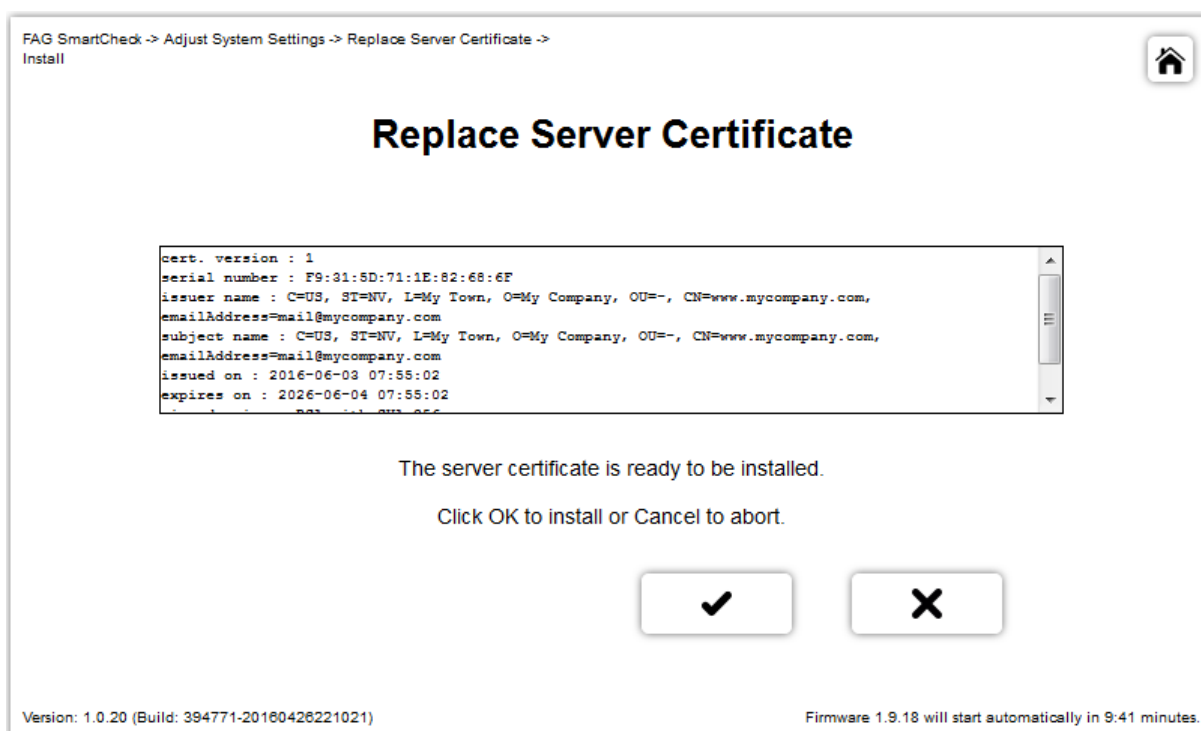 FAG SmartCheck -> Adjust System Settings -> Replace Server Certificate ->
Install
Replace Server Certificate
cert. version : 1
serial number : F9:31:5D:71:1E:82:68:6F
issuer name : C=US, ST=NV, L=My Town, O=My Company, OU=-, CN=www.mycompany.com,
emailAddress=mail@mycompany.com
subject name : C=US, ST=NV, L=My Town, O=My Company, OU=-, CN=www.mycompany.com,
emailAddress=mail@mycompany.com
issued on : 2016-06-03 07:55:02
expires on : 2026-06-04 07:55:02
The server certificate is ready to be installed.
Click OK to install or Cancel to abort.
Version: 1.0.20 (Build: 394771-20160426221021)
Firmware 1.9.18 will start automatically in 9:41 minutes.